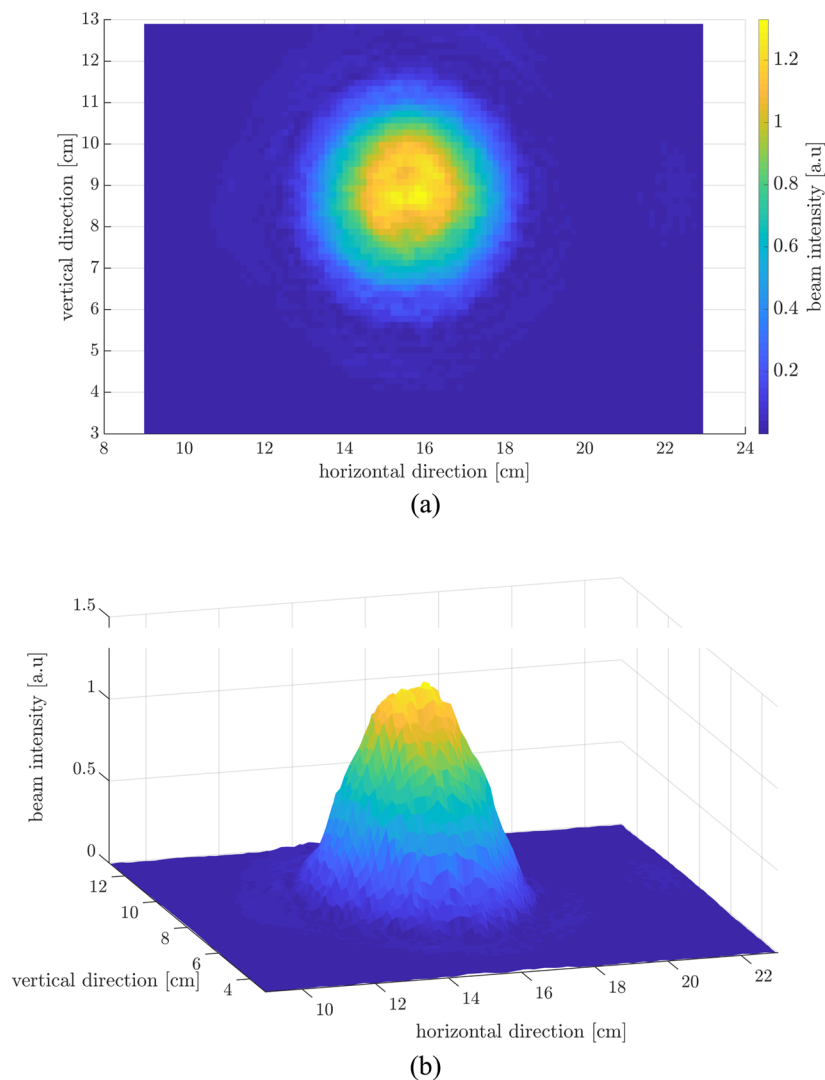 13
12
11
10
9
8
7
6
5
4
3
vertical direction [cm]
8 10 12 14 16 18 20 22 24
horizontal direction [cm]
1.2
1
0.8
0.6
0.4
0.2
beam intensity [a.u]
(a)
1.5
1
0.5
0
beam intensity [a.u]
12
10
8
6
4
vertical direction [cm]
10 12 14 16 18 20 22
horizontal direction [cm]
(b)